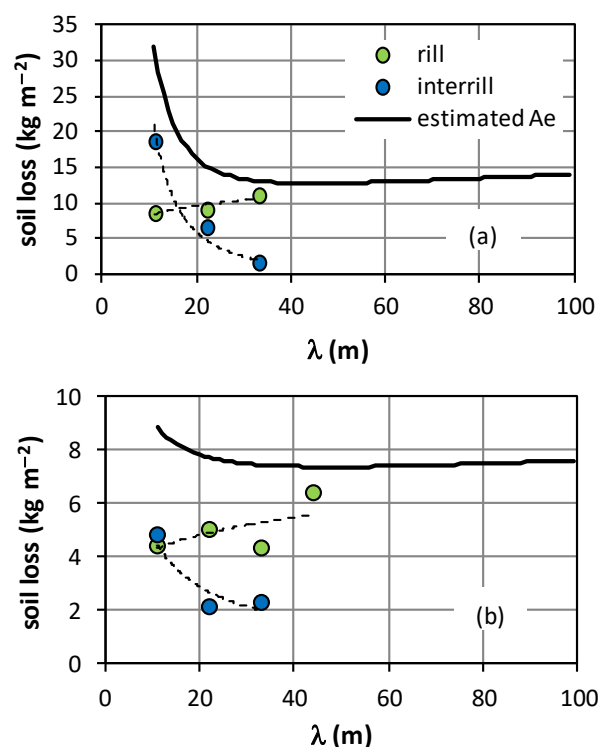 35
30
25
20
15
10
5
0
soil loss (kg m⁻²)
rill
interrill
estimated Ae
(a)
0 20 40 60 80 100
λ (m)
10
8
6
4
2
0
soil loss (kg m⁻²)
(b)
0 20 40 60 80 100
λ (m)